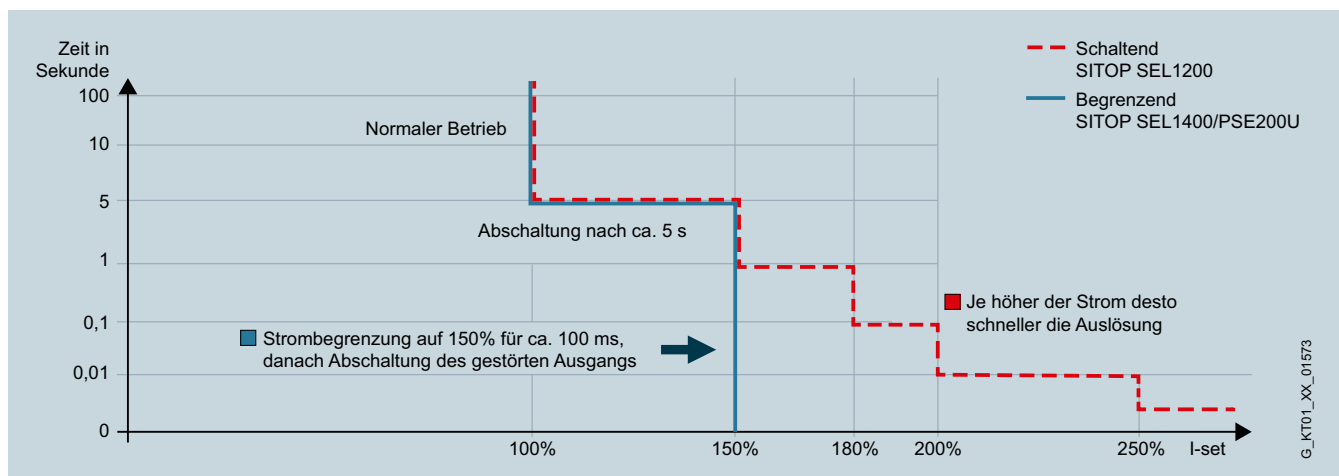 Zeit in
Sekunde
100
10
5
1
0,1
0,01
0
Normaler Betrieb
Abschaltung nach ca. 5 s
Strombegrenzung auf 150% für ca. 100 ms,
danach Abschaltung des gestörten Ausgangs
Schaltend
SITOP SEL1200
Begrenzend
SITOP SEL1400/PSE200U
Je höher der Strom desto
schneller die Auslösung
100%
150%
180%
200%
250%
I-set
G_KT01_XX_01573